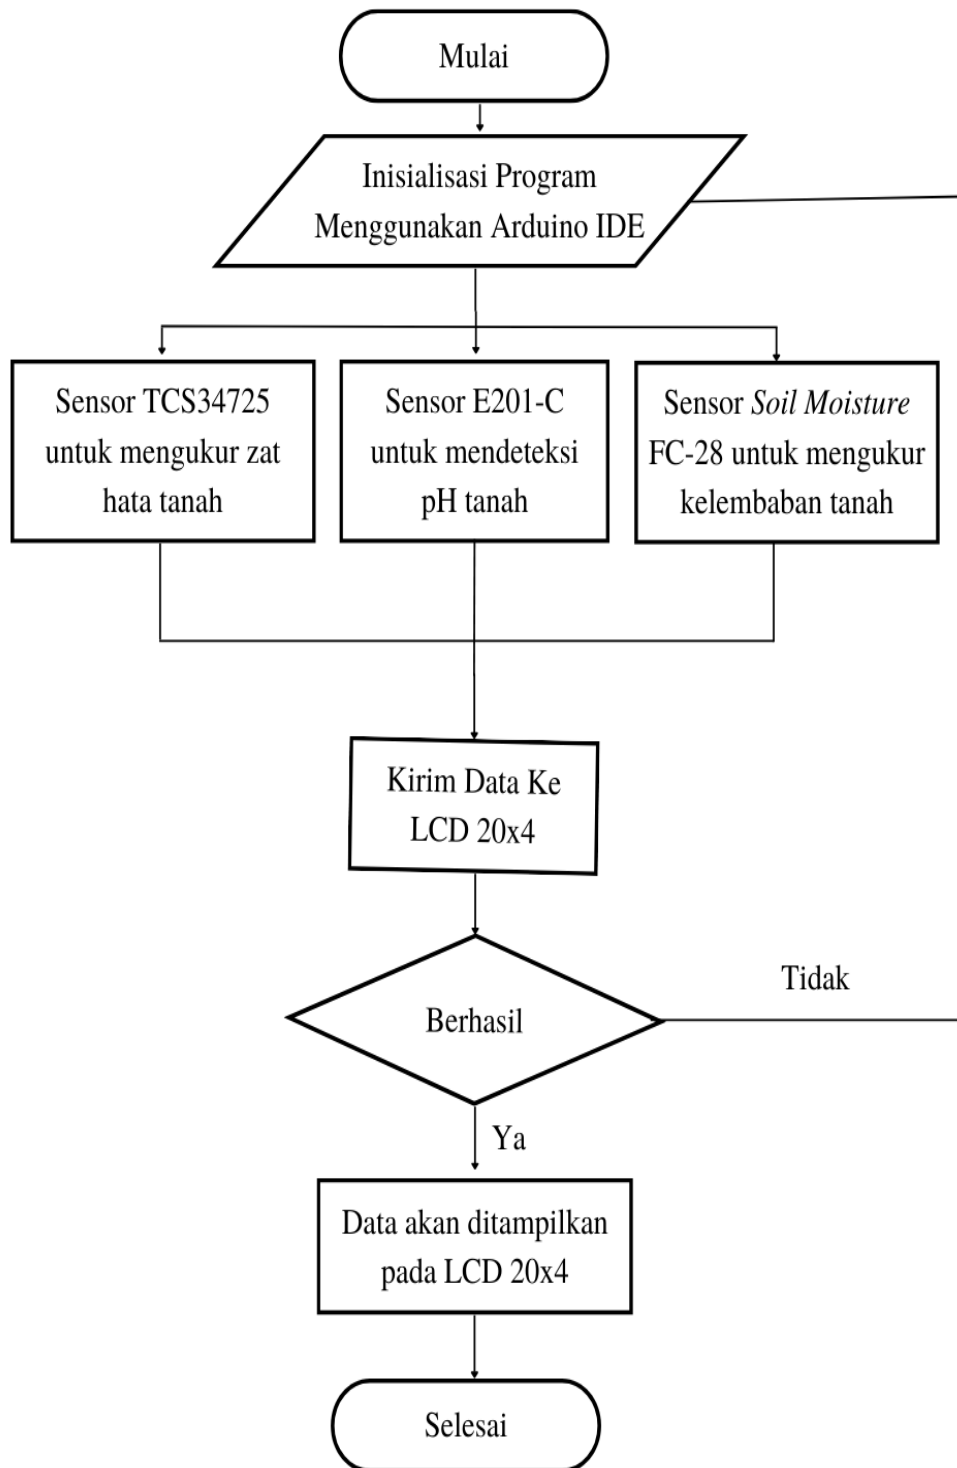 Mulai
Inisialisasi Program
Menggunakan Arduino IDE
Sensor TCS34725
untuk mengukur zat
hata tanah
Sensor E201-C
untuk mendeteksi
pH tanah
Sensor Soil Moisture
FC-28 untuk mengukur
kelembaban tanah
Kirim Data Ke
LCD 20x4
Berhasil
Tidak
Ya
Data akan ditampilkan
pada LCD 20x4
Selesai